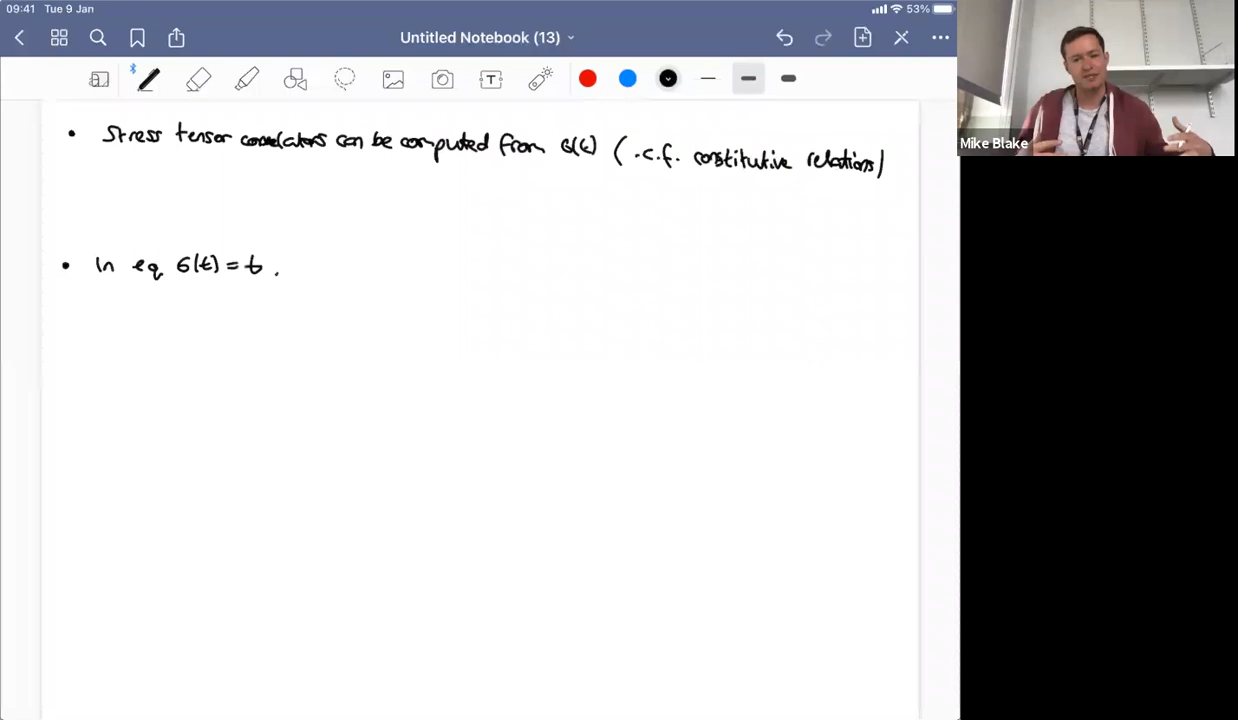 09:41 Tue 9 Jan
53%
Untitled Notebook (13)
T
Mike Blake
• Stress tensor correlators can be computed from σ(t) ( .c.f. constitutive relations)
• In eq σ(t) = t .